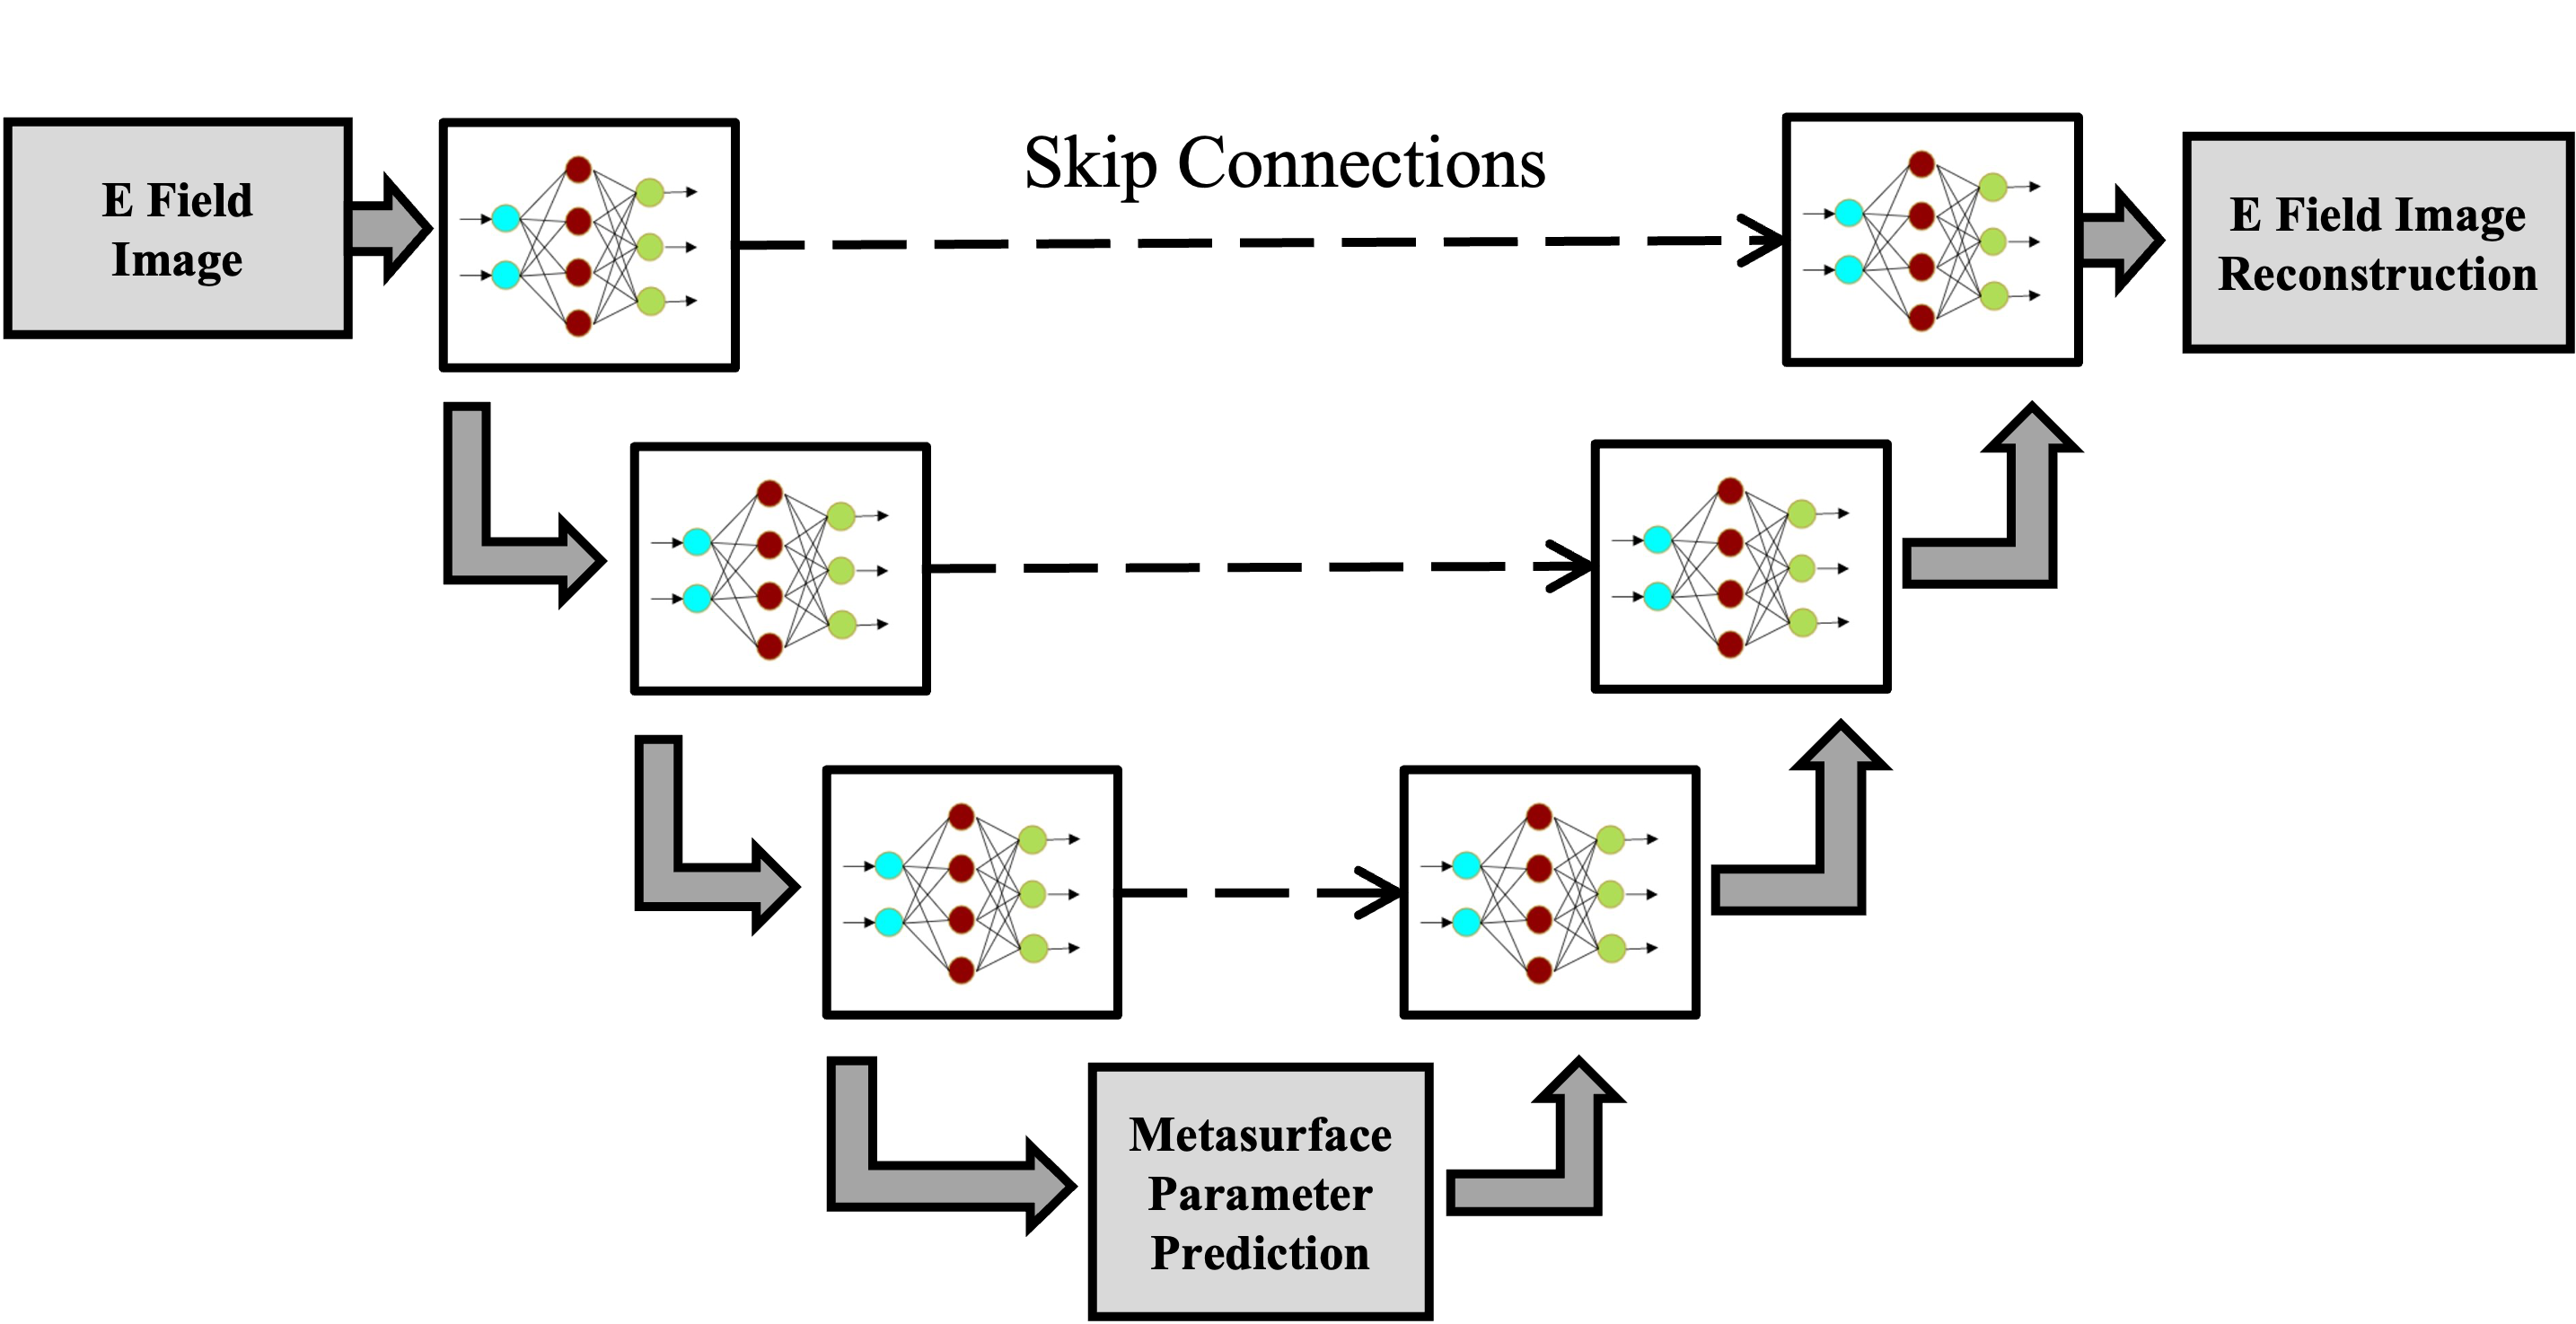 E Field
Image
Skip Connections
E Field Image
Reconstruction
Metasurface
Parameter
Prediction